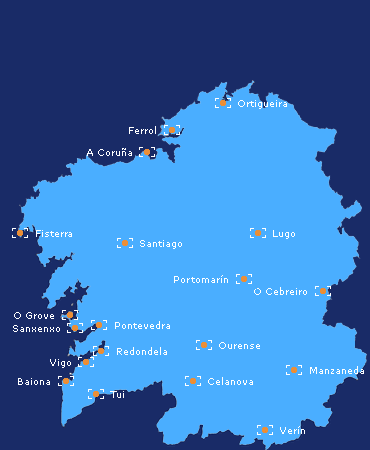 Ortigueira
Ferrol
A Coruña
Fisterra
Lugo
Santiago
Portomarín
O Cebreiro
O Grove
Sanxenxo
Pontevedra
Redondela
Ourense
Vigo
Manzaneda
Baiona
Celanova
Tui
Verín